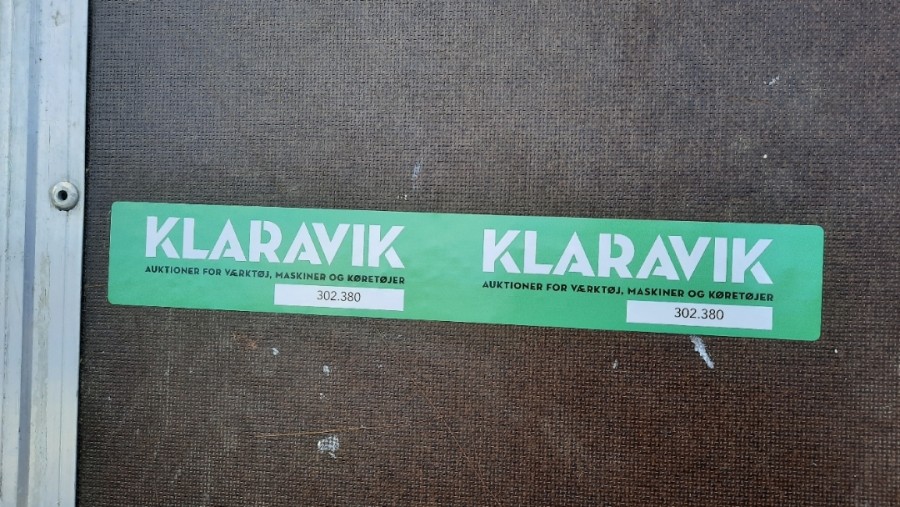 KLARAVIK
AUKTIONER FOR VÆRKTØJ, MASKINER OG KØRETØJER
302.380
KLARAVIK
AUKTIONER FOR VÆRKTØJ, MASKINER OG KØRETØJER
302.380